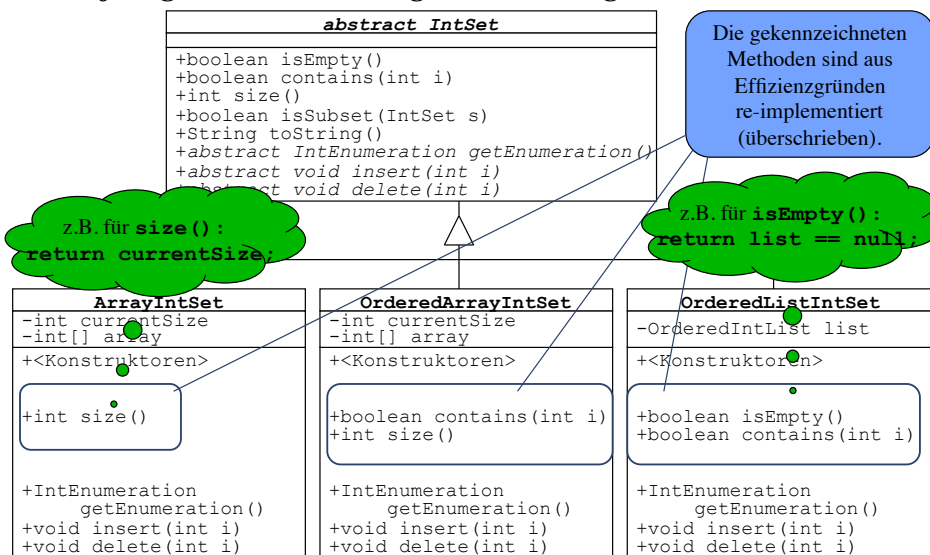 abstract IntSet
+boolean isEmpty()
+boolean contains(int i)
+int size()
+boolean isSubset(IntSet s)
+String toString()
+abstract IntEnumeration getEnumeration()
+abstract void insert(int i)
+abstract void delete(int i)
Die gekennzeichneten
Methoden sind aus
Effizienzgründen
re-implementiert
(überschrieben).
z.B. für size():
return currentSize;
z.B. für isEmpty():
return list == null;
ArrayIntSet
-int currentSize
-int[] array
+<Konstruktoren>
+int size()
+IntEnumeration
getEnumeration()
+void insert(int i)
+void delete(int i)
OrderedArrayIntSet
-int currentSize
-int[] array
+<Konstruktoren>
+boolean contains(int i)
+int size()
+IntEnumeration
getEnumeration()
+void insert(int i)
+void delete(int i)
OrderedListIntSet
-OrderedIntList list
+<Konstruktoren>
+boolean isEmpty()
+boolean contains(int i)
+IntEnumeration
getEnumeration()
+void insert(int i)
+void delete(int i)